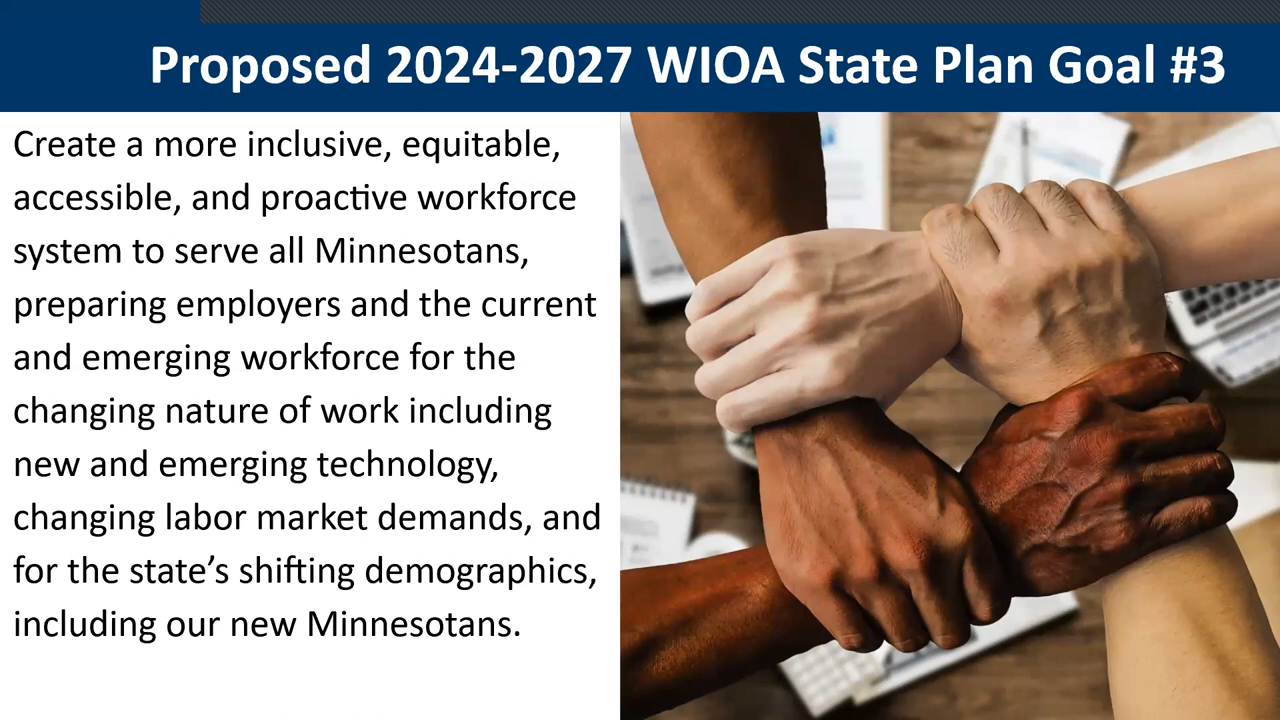 Proposed 2024-2027 WIOA State Plan Goal #3
Create a more inclusive, equitable,
accessible, and proactive workforce
system to serve all Minnesotans,
preparing employers and the current
and emerging workforce for the
changing nature of work including
new and emerging technology,
changing labor market demands, and
for the state’s shifting demographics,
including our new Minnesotans.